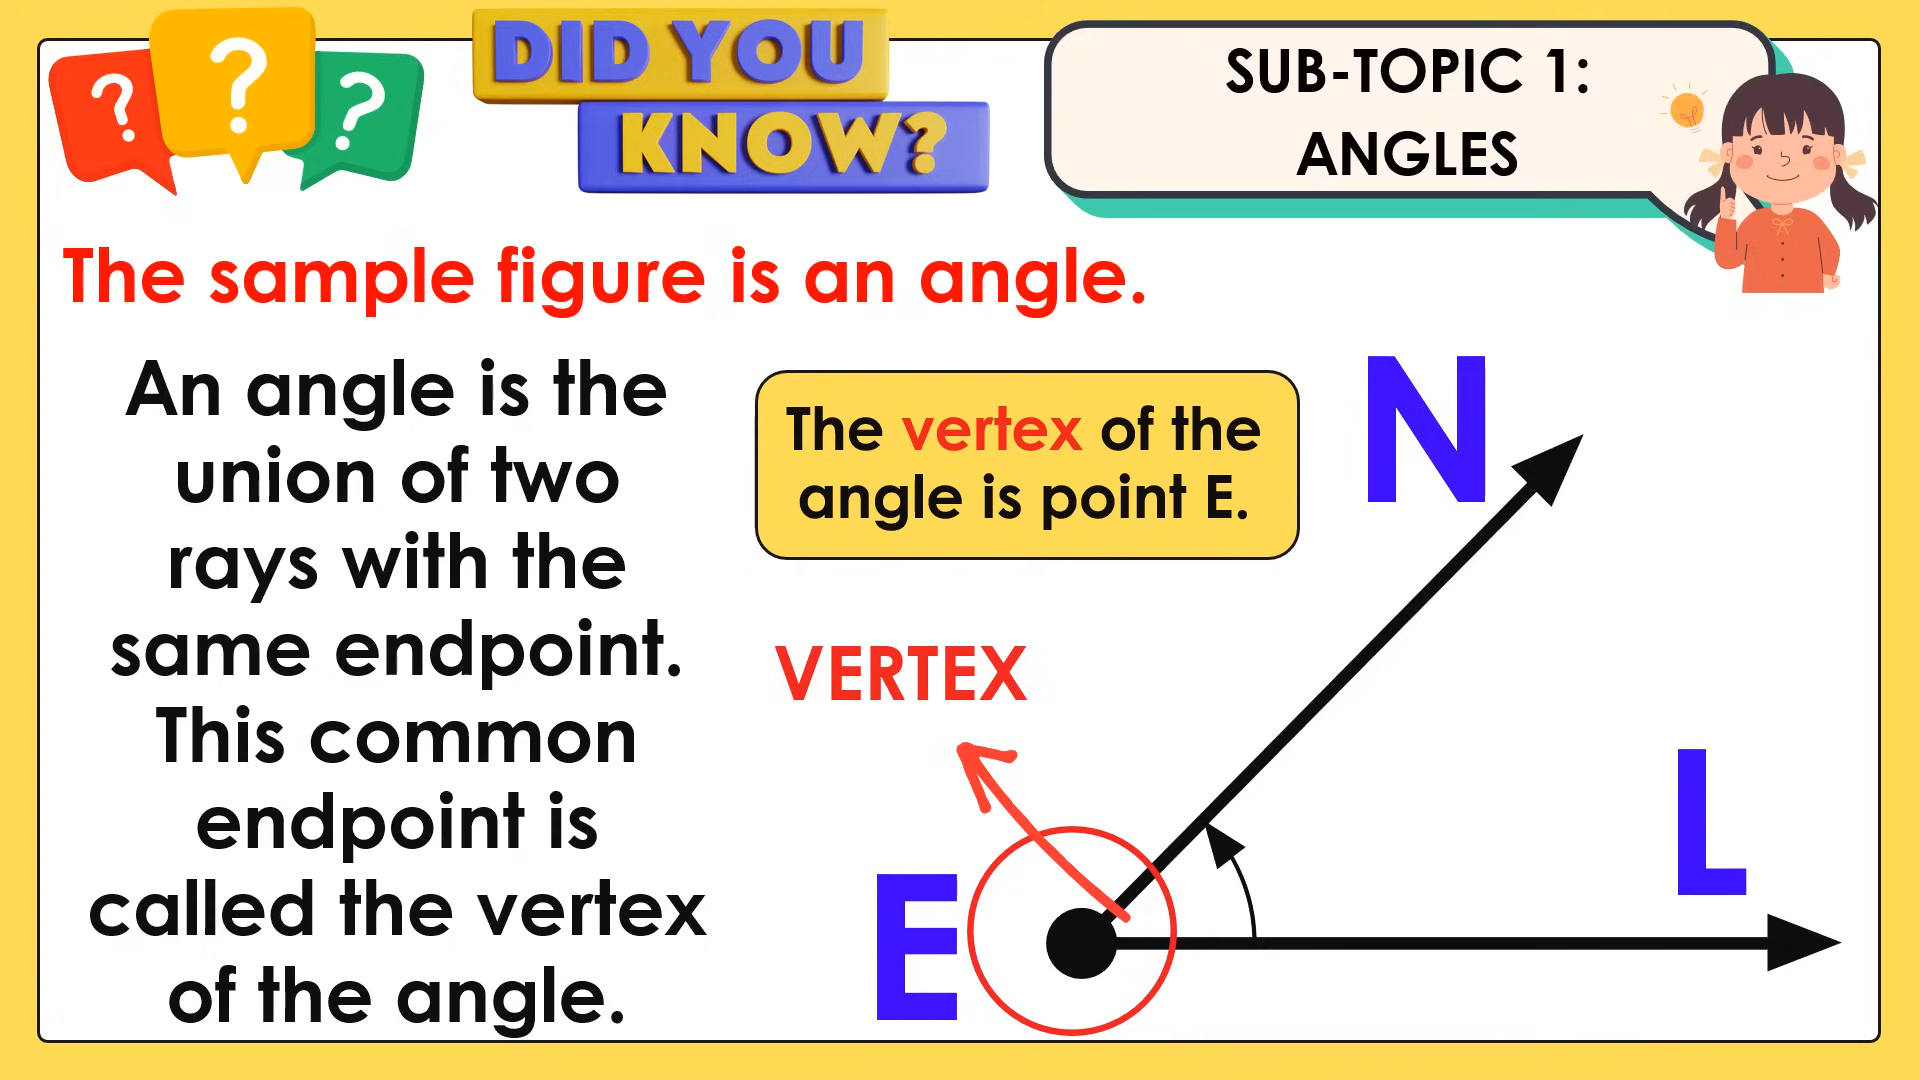 ? ? ?
DID YOU
KNOW?
SUB-TOPIC 1:
ANGLES
The sample figure is an angle.
An angle is the
union of two
rays with the
same endpoint.
This common
endpoint is
called the vertex
of the angle.
The vertex of the
angle is point E.
N
VERTEX
L
E